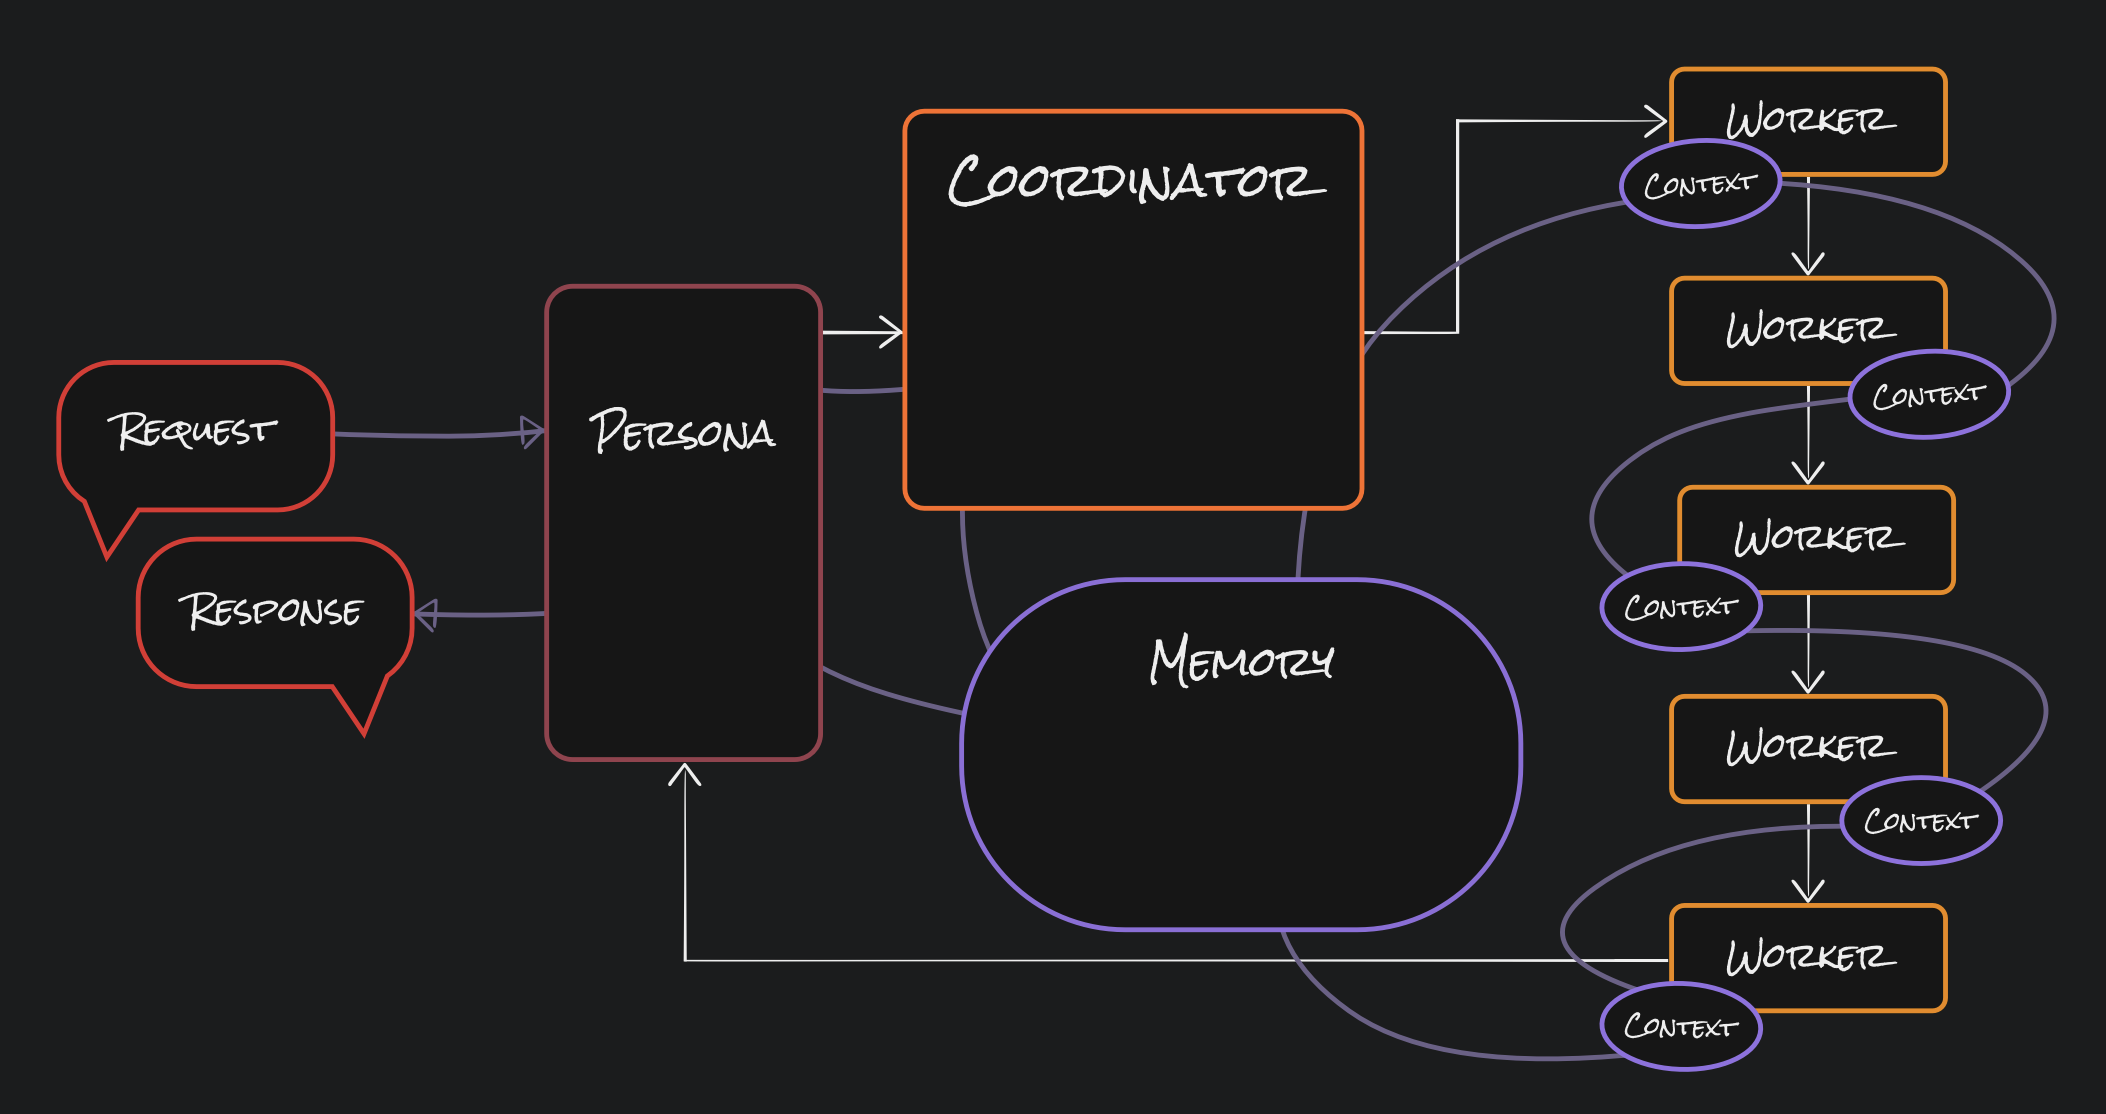 Request
Response
Persona
Coordinator
Memory
Worker
Context
Worker
Context
Worker
Context
Worker
Context
Worker
Context